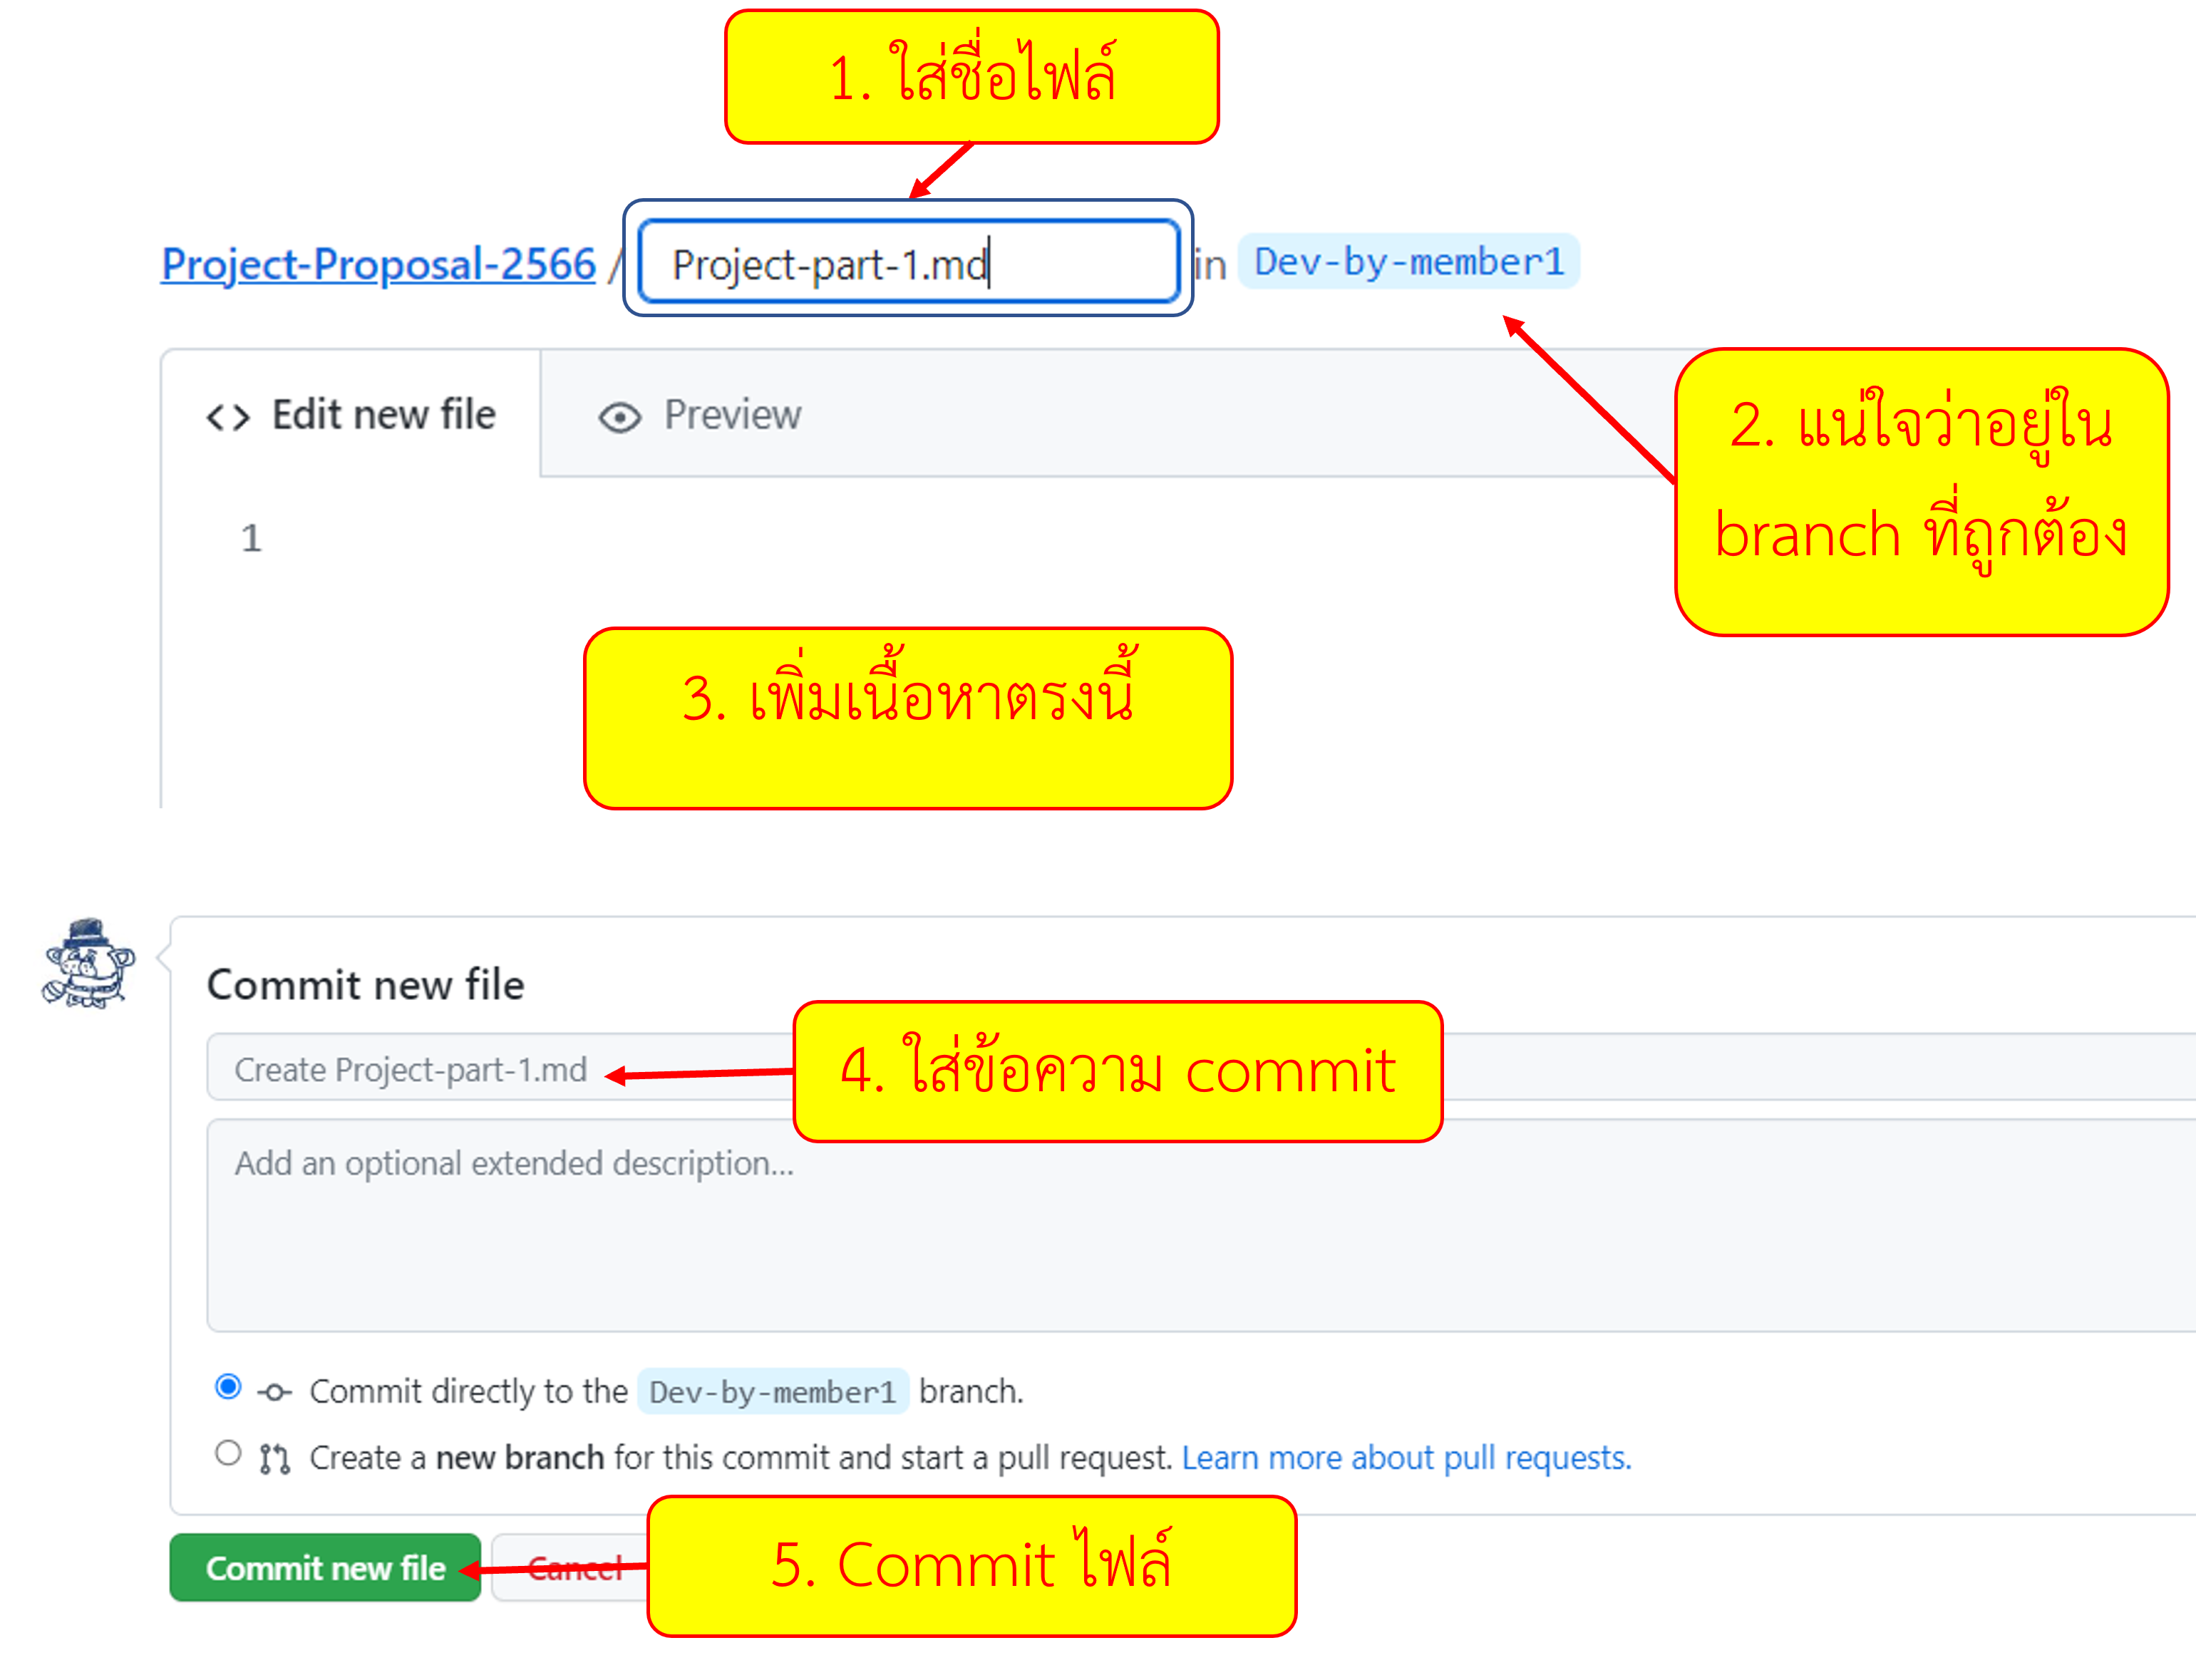 1. ใส่ชื่อไฟล์
Project-Proposal-2566 / Project-part-1.md in Dev-by-member1
<> Edit new file Preview
2. แน่ใจว่าอยู่ใน
branch ที่ถูกต้อง
1
3. เพิ่มเนื้อหาตรงนี้
Commit new file
Create Project-part-1.md
4. ใส่ข้อความ commit
Add an optional extended description...
Commit directly to the Dev-by-member1 branch.
Create a new branch for this commit and start a pull request. Learn more about pull requests.
Commit new file Cancel
5. Commit ไฟล์